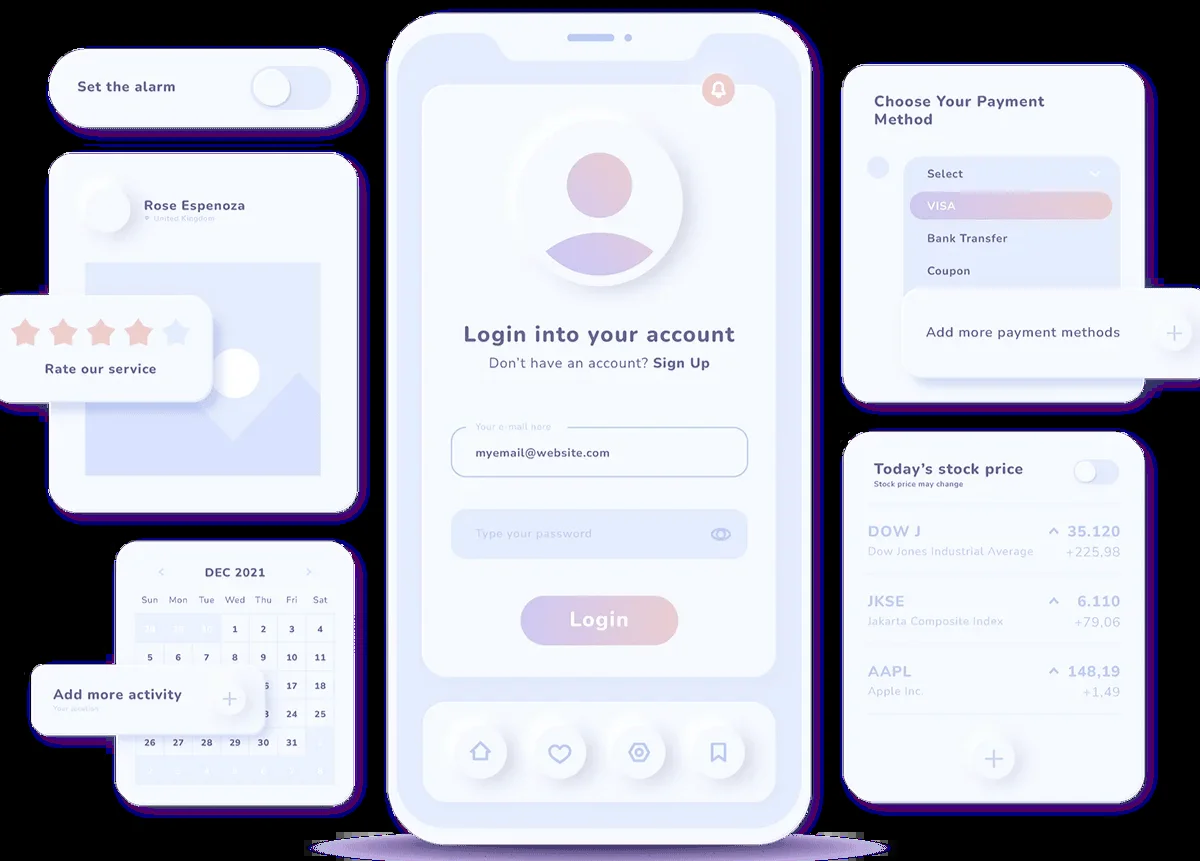 Set the alarm
Rose Espenoza
United Kingdom
Rate our service
DEC 2021
Sun Mon Tue Wed Thu Fri Sat
1 2 3 4
5 6 7 8 9 10 11
17 18
24 25
26 27 28 29 30 31
Add more activity
Login into your account
Don't have an account? Sign Up
Your e-mail here
myemail@website.com
Type your password
Login
Choose Your Payment
Method
Select
VISA
Bank Transfer
Coupon
Add more payment methods
Today's stock price
Stock price may change
DOW J 35.120
Dow Jones Industrial Average +225,98
JKSE 6.110
Jakarta Composite Index +79,06
AAPL 148,19
Apple Inc. +1,49